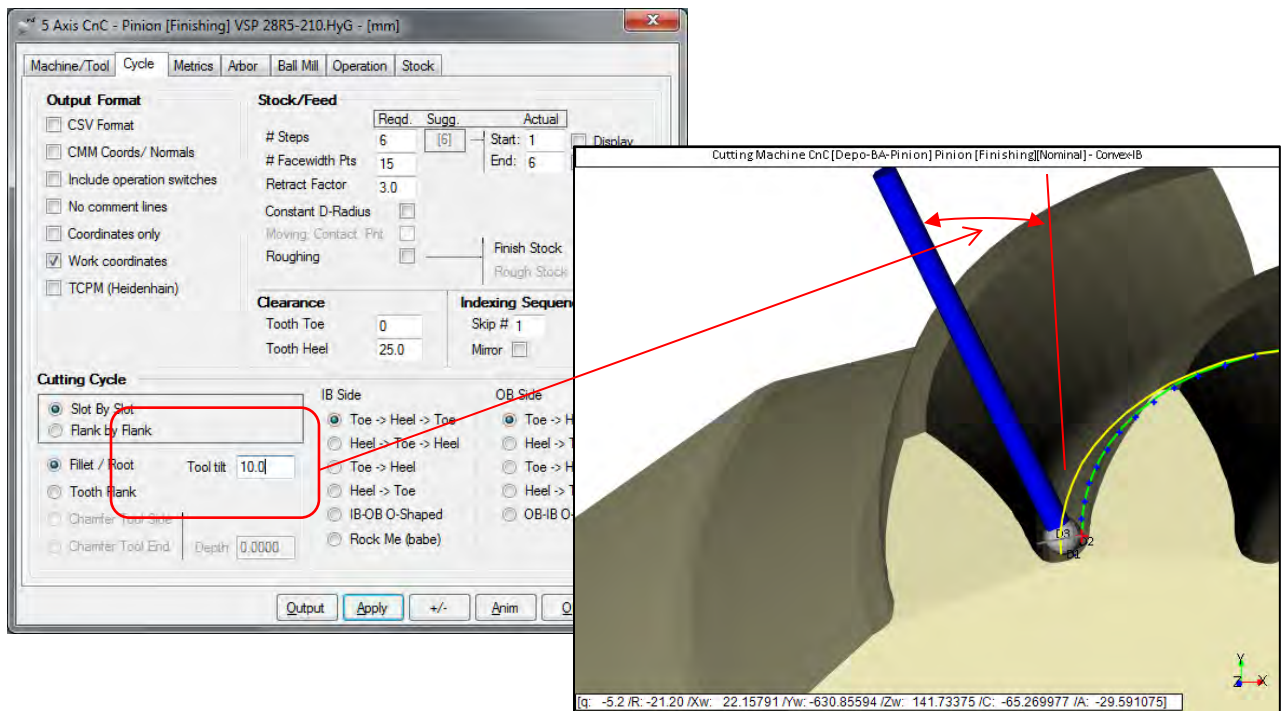 5 Axis CnC - Pinion [Finishing] VSP 28R5-210.HyG - [mm]
Machine/Tool Cycle Metrics Arbor Ball Mill Operation Stock
Output Format
CSV Format
CMM Coords/ Normals
Include operation switches
No comment lines
Coordinates only
Work coordinates
TCPM (Heidenhain)
Stock/Feed
Reqd. Sugg. Actual
# Steps 6 [6] Start: 1 Display
# Facewidth Pts 15 End: 6
Retract Factor 3.0
Constant D-Radius
Moving. Contact. Pnt
Roughing
Finish Stock
Rough Stock
Clearance
Tooth Toe 0
Tooth Heel 25.0
Indexing Sequen
Skip # 1
Mirror
Cutting Cycle
Slot By Slot
Flank by Flank
Fillet / Root Tool tilt 10.0
Tooth Flank
Chamfer Tool Side
Chamfer Tool End Depth 0.0000
IB Side
Toe -> Heel -> Toe
Heel -> Toe -> Heel
Toe -> Heel
Heel -> Toe
IB-OB O-Shaped
Rock Me (babe)
OB Side
Toe -> H
Heel -> T
Toe -> H
Heel -> T
OB-IB O-
Output Apply +/- Anim O
Cutting Machine CnC [Depo-BA-Pinion] Pinion [Finishing][Nominal] - Convex-IB
D3
D2
D1
Y
Z X
[q: -5.2 /R: -21.20 /Xw: 22.15791 /Yw: -630.85594 /Zw: 141.73375 /C: -65.269977 /A: -29.591075]